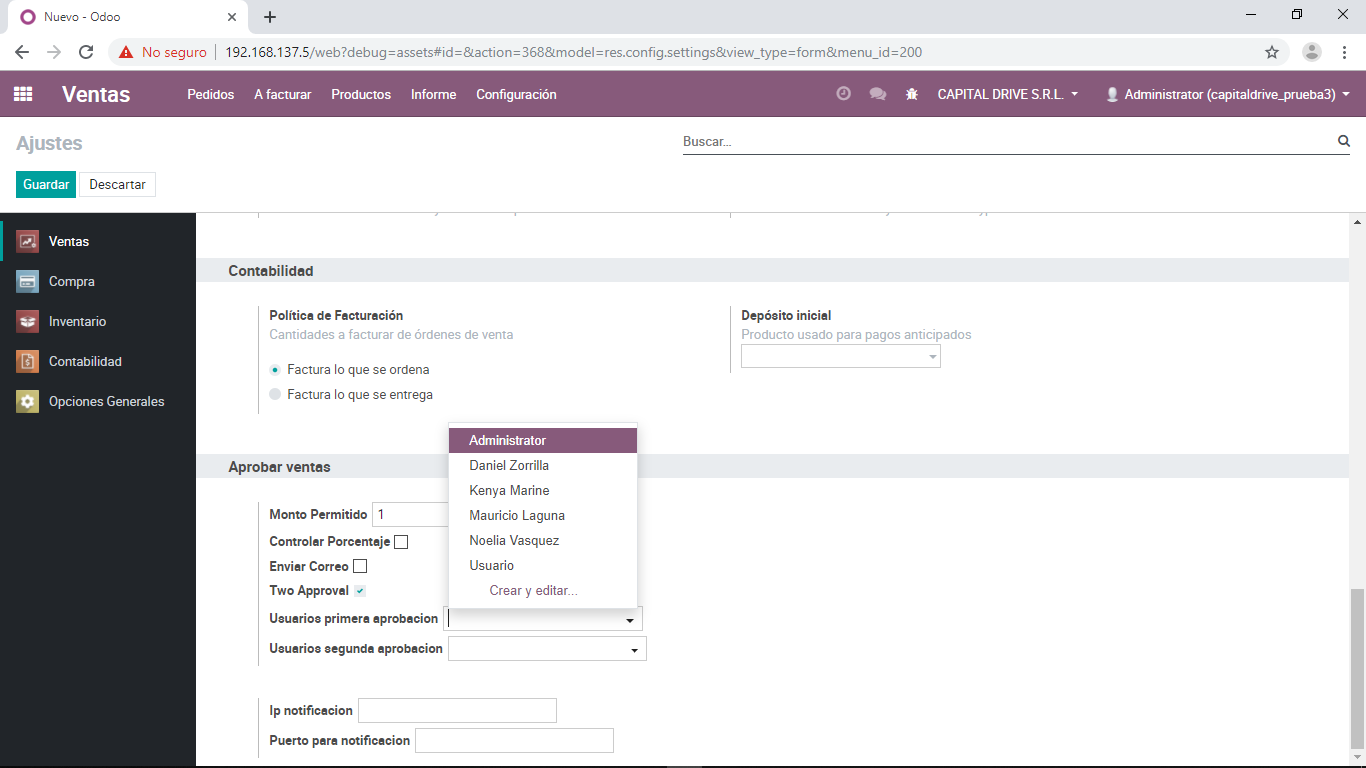 Nuevo - Odoo
No seguro
192.168.137.5/web?debug=assets#id=&action=368&model=res.config.settings&view_type=form&menu_id=200
Ventas
Pedidos
A facturar
Productos
Informe
Configuración
CAPITAL DRIVE S.R.L.
Administrator (capitaldrive_prueba3)
Ajustes
Buscar...
Guardar
Descartar
Ventas
Compra
Inventario
Contabilidad
Opciones Generales
Contabilidad
Política de Facturación
Cantidades a facturar de órdenes de venta
Factura lo que se ordena
Factura lo que se entrega
Depósito inicial
Producto usado para pagos anticipados
Aprobar ventas
Administrator
Daniel Zorrilla
Kenya Marine
Mauricio Laguna
Noelia Vasquez
Usuario
Crear y editar...
Monto Permitido 1
Controlar Porcentaje
Enviar Correo
Two Approval
Usuarios primera aprobacion
Usuarios segunda aprobacion
Ip notificacion
Puerto para notificacion